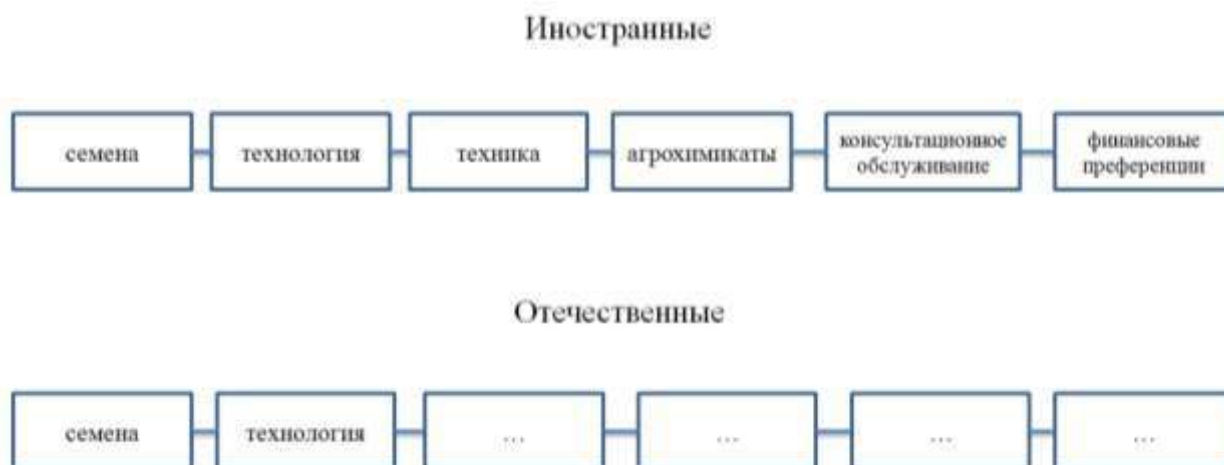 Иностранные
семена
технология
техника
агрохимикаты
консультационное
обслуживание
финансовые
преференции
Отечественные
семена
технология
...
...
...
...